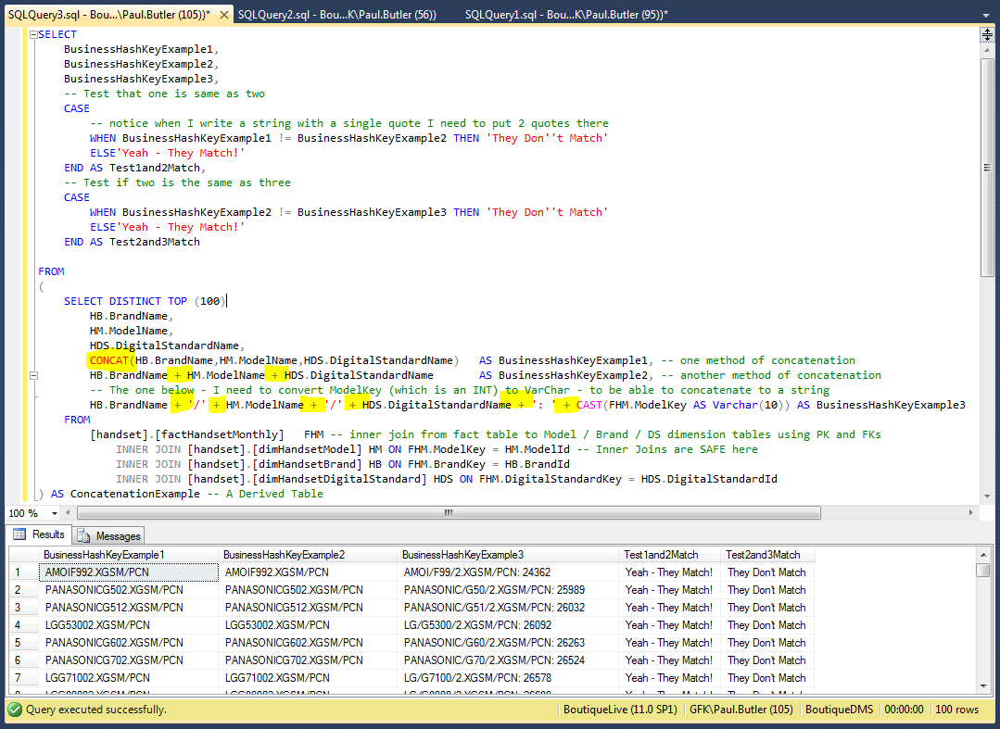 SQLQuery3.sql - Bou...\Paul.Butler (105))* SQLQuery2.sql - Bou...K\Paul.Butler (56)) SQLQuery1.sql - Bou...K\Paul.Butler (95))*
SELECT
BusinessHashKeyExample1,
BusinessHashKeyExample2,
BusinessHashKeyExample3,
-- Test that one is same as two
CASE
-- notice when I write a string with a single quote I need to put 2 quotes there
WHEN BusinessHashKeyExample1 != BusinessHashKeyExample2 THEN 'They Don''t Match'
ELSE'Yeah - They Match!'
END AS Test1and2Match,
-- Test if two is the same as three
CASE
WHEN BusinessHashKeyExample2 != BusinessHashKeyExample3 THEN 'They Don''t Match'
ELSE'Yeah - They Match!'
END AS Test2and3Match
FROM
(
SELECT DISTINCT TOP (100)
HB.BrandName,
HM.ModelName,
HDS.DigitalStandardName,
CONCAT(HB.BrandName,HM.ModelName,HDS.DigitalStandardName) AS BusinessHashKeyExample1, -- one method of concatenation
HB.BrandName + HM.ModelName + HDS.DigitalStandardName AS BusinessHashKeyExample2, -- another method of concatenation
-- The one below - I need to convert ModelKey (which is an INT) to VarChar - to be able to concatenate to a string
HB.BrandName + '/' + HM.ModelName + '/' + HDS.DigitalStandardName + ': ' + CAST(FHM.ModelKey AS Varchar(10)) AS BusinessHashKeyExample3
FROM
[handset].[factHandsetMonthly] FHM -- inner join from fact table to Model / Brand / DS dimension tables using PK and FKs
INNER JOIN [handset].[dimHandsetModel] HM ON FHM.ModelKey = HM.ModelId -- Inner Joins are SAFE here
INNER JOIN [handset].[dimHandsetBrand] HB ON FHM.BrandKey = HB.BrandId
INNER JOIN [handset].[dimHandsetDigitalStandard] HDS ON FHM.DigitalStandardKey = HDS.DigitalStandardId
) AS ConcatenationExample -- A Derived Table
100 %
Results Messages
BusinessHashKeyExample1 BusinessHashKeyExample2 BusinessHashKeyExample3 Test1and2Match Test2and3Match
1 AMOIF992.XGSM/PCN AMOIF992.XGSM/PCN AMOI/F99/2.XGSM/PCN: 24362 Yeah - They Match! They Don't Match
2 PANASONICG502.XGSM/PCN PANASONICG502.XGSM/PCN PANASONIC/G50/2.XGSM/PCN: 25989 Yeah - They Match! They Don't Match
3 PANASONICG512.XGSM/PCN PANASONICG512.XGSM/PCN PANASONIC/G51/2.XGSM/PCN: 26032 Yeah - They Match! They Don't Match
4 LGG53002.XGSM/PCN LGG53002.XGSM/PCN LG/G5300/2.XGSM/PCN: 26092 Yeah - They Match! They Don't Match
5 PANASONICG602.XGSM/PCN PANASONICG602.XGSM/PCN PANASONIC/G60/2.XGSM/PCN: 26263 Yeah - They Match! They Don't Match
6 PANASONICG702.XGSM/PCN PANASONICG702.XGSM/PCN PANASONIC/G70/2.XGSM/PCN: 26524 Yeah - They Match! They Don't Match
7 LGG71002.XGSM/PCN LGG71002.XGSM/PCN LG/G7100/2.XGSM/PCN: 26578 Yeah - They Match! They Don't Match
Query executed successfully. BoutiqueLive (11.0 SP1) GFK\Paul.Butler (105) BoutiqueDMS 00:00:00 100 rows